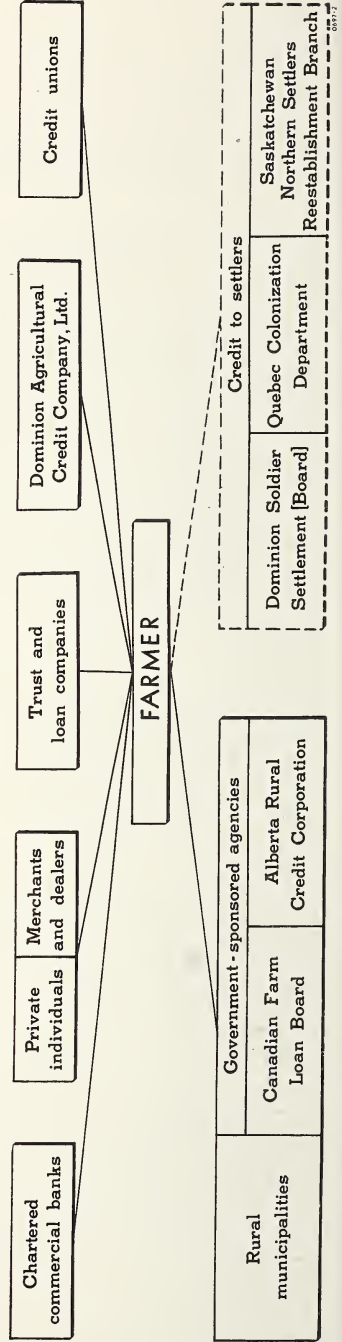 Chartered
commercial banks
Private
individuals
Merchants
and dealers
Trust and
loan companies
Dominion Agricultural
Credit Company, Ltd.
Credit unions
FARMER
Rural
municipalities
Government-sponsored agencies
Canadian Farm
Loan Board
Alberta Rural
Credit Corporation
Credit to settlers
Dominion Soldier
Settlement [Board]
Quebec Colonization
Department
Saskatchewan
Northern Settlers
Reestablishment Branch
0697-2